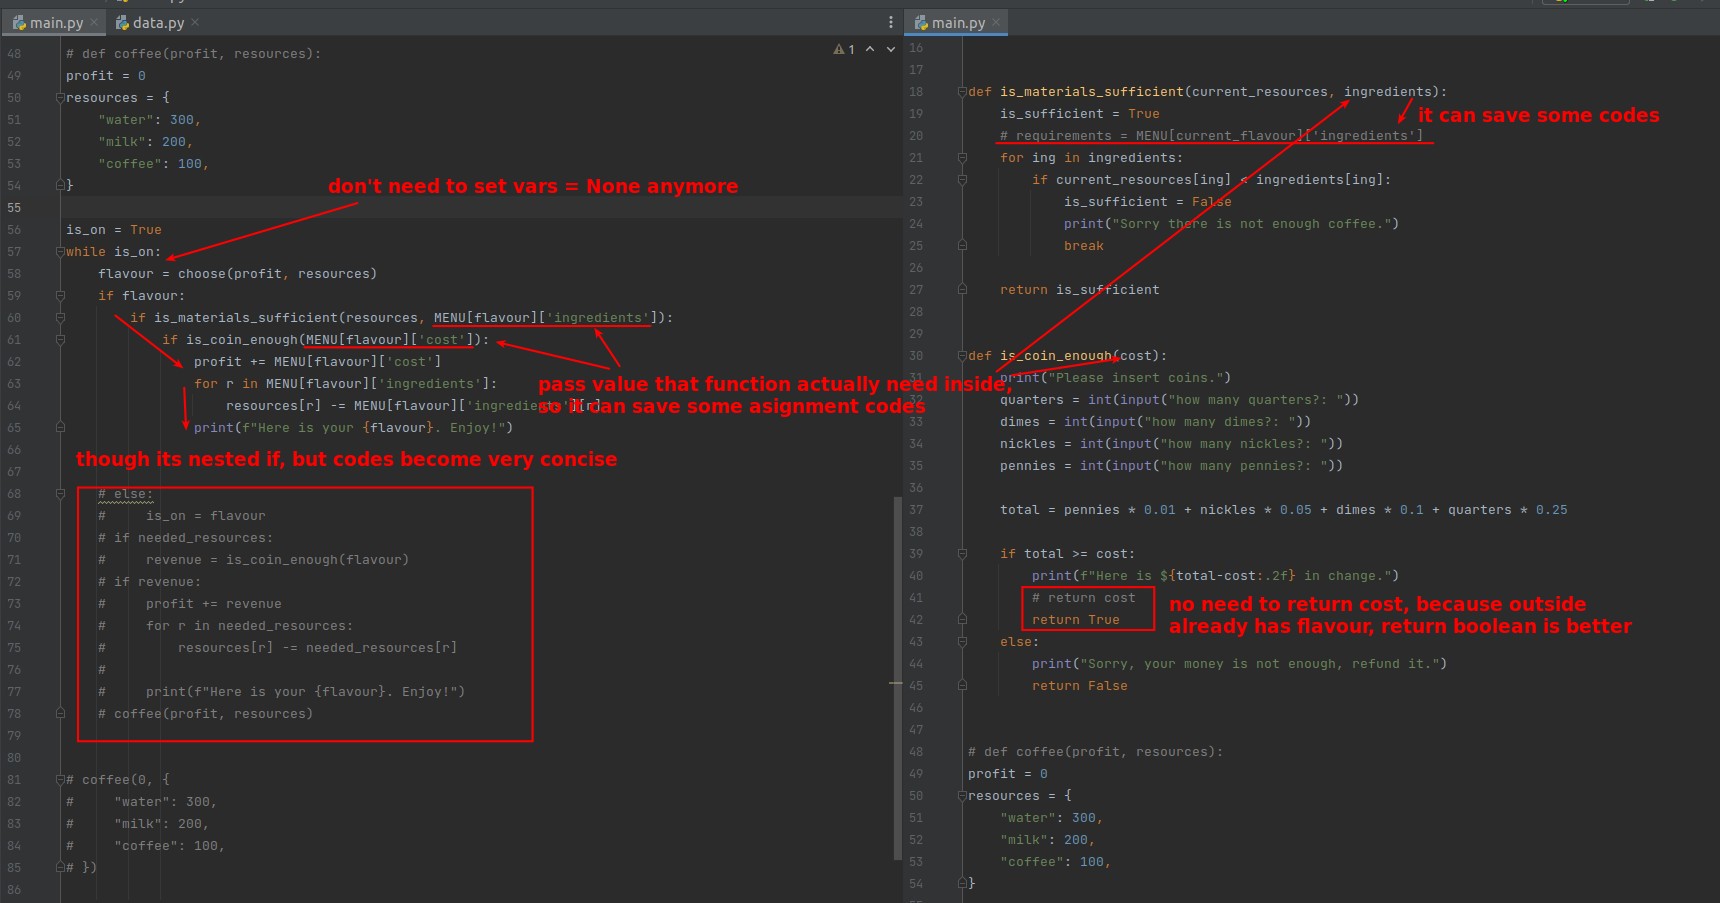 main.py × data.py ×
1
48 # def coffee(profit, resources):
49 profit = 0
50 resources = {
51 "water": 300,
52 "milk": 200,
53 "coffee": 100,
54 }
don't need to set vars = None anymore
55
56 is_on = True
57 while is_on:
58 flavour = choose(profit, resources)
59 if flavour:
60 if is_materials_sufficient(resources, MENU[flavour]['ingredients']):
61 if is_coin_enough(MENU[flavour]['cost']):
62 profit += MENU[flavour]['cost']
63 for r in MENU[flavour]['ingredients']:
pass value that function actually need inside,
64 resources[r] -= MENU[flavour]['ingredients'][r]
so it can save some asignment codes
65 print(f"Here is your {flavour}. Enjoy!")
66
though its nested if, but codes become very concise
67
68 # else:
69 # is_on = flavour
70 # if needed_resources:
71 # revenue = is_coin_enough(flavour)
72 # if revenue:
73 # profit += revenue
74 # for r in needed_resources:
75 # resources[r] -= needed_resources[r]
76 #
77 # print(f"Here is your {flavour}. Enjoy!")
78 # coffee(profit, resources)
79
80
81 # coffee(0, {
82 # "water": 300,
83 # "milk": 200,
84 # "coffee": 100,
85 # })
86
main.py ×
16
17
18 def is_materials_sufficient(current_resources, ingredients):
19 is_sufficient = True
it can save some codes
20 # requirements = MENU[current_flavour]['ingredients']
21 for ing in ingredients:
22 if current_resources[ing] < ingredients[ing]:
23 is_sufficient = False
24 print("Sorry there is not enough coffee.")
25 break
26
27 return is_sufficient
28
29
30 def is_coin_enough(cost):
31 print("Please insert coins.")
32 quarters = int(input("how many quarters?: "))
33 dimes = int(input("how many dimes?: "))
34 nickles = int(input("how many nickles?: "))
35 pennies = int(input("how many pennies?: "))
36
37 total = pennies * 0.01 + nickles * 0.05 + dimes * 0.1 + quarters * 0.25
38
39 if total >= cost:
40 print(f"Here is ${total-cost:.2f} in change.")
41 # return cost
no need to return cost, because outside
42 return True
already has flavour, return boolean is better
43 else:
44 print("Sorry, your money is not enough, refund it.")
45 return False
46
47
48 # def coffee(profit, resources):
49 profit = 0
50 resources = {
51 "water": 300,
52 "milk": 200,
53 "coffee": 100,
54 }